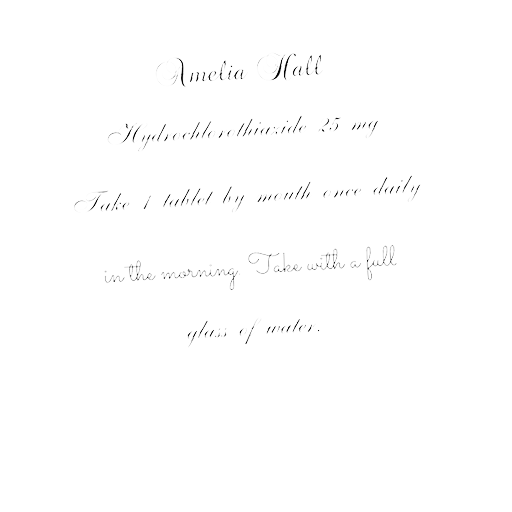 Amelia Hall
Hydrochlorothiazide 25 mg
Take 1 tablet by mouth once daily
in the morning. Take with a full
glass of water.